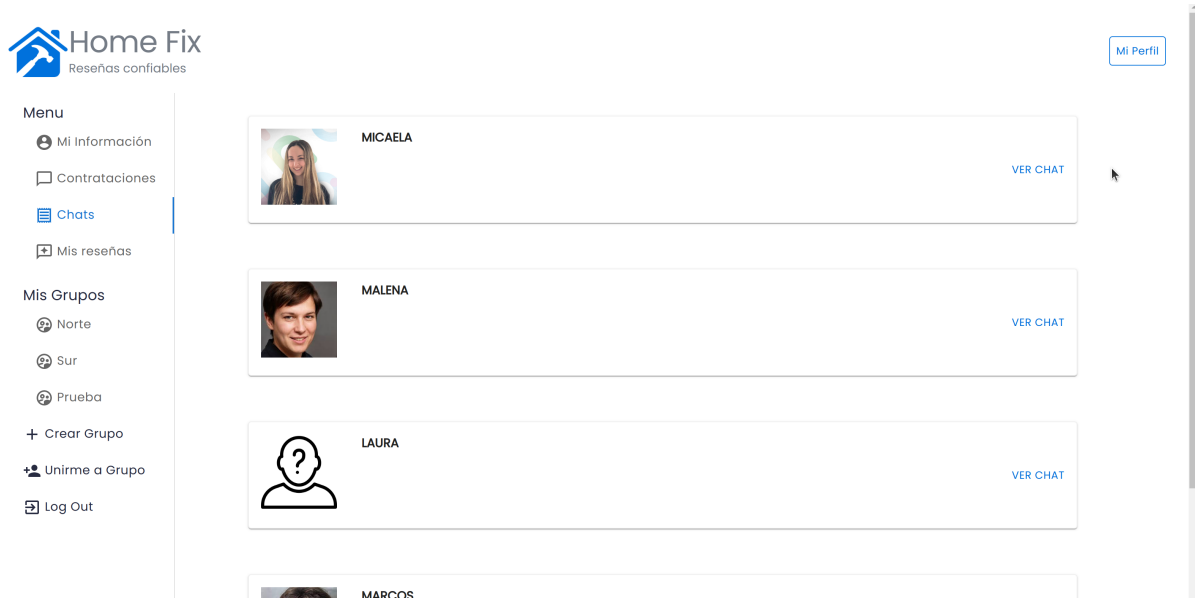 Home Fix
Reseñas confiables
Mi Perfil
Menu
Mi Información
Contrataciones
Chats
Mis reseñas
Mis Grupos
Norte
Sur
Prueba
Crear Grupo
Unirme a Grupo
Log Out
MICAELA
VER CHAT
MALENA
VER CHAT
LAURA
?
VER CHAT
MARCOS